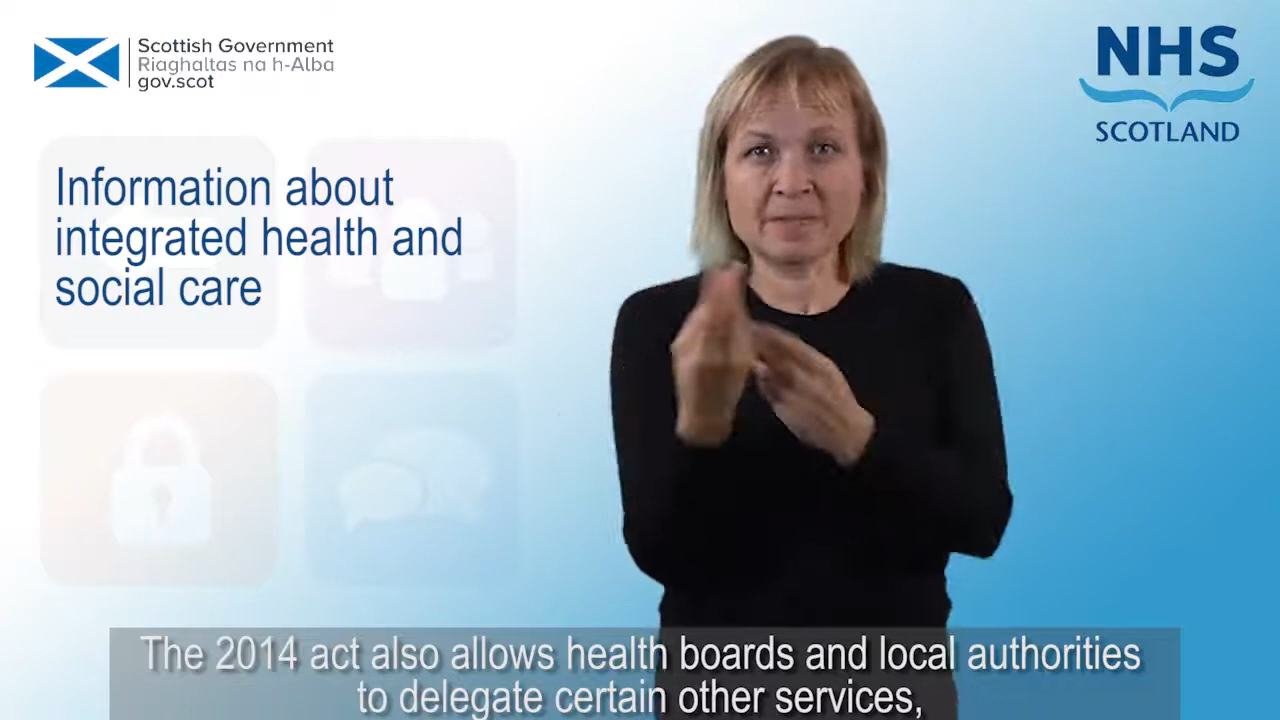 Scottish Government
Riaghaltas na h-Alba
gov.scot
NHS
SCOTLAND
Information about
integrated health and
social care
The 2014 act also allows health boards and local authorities
to delegate certain other services,